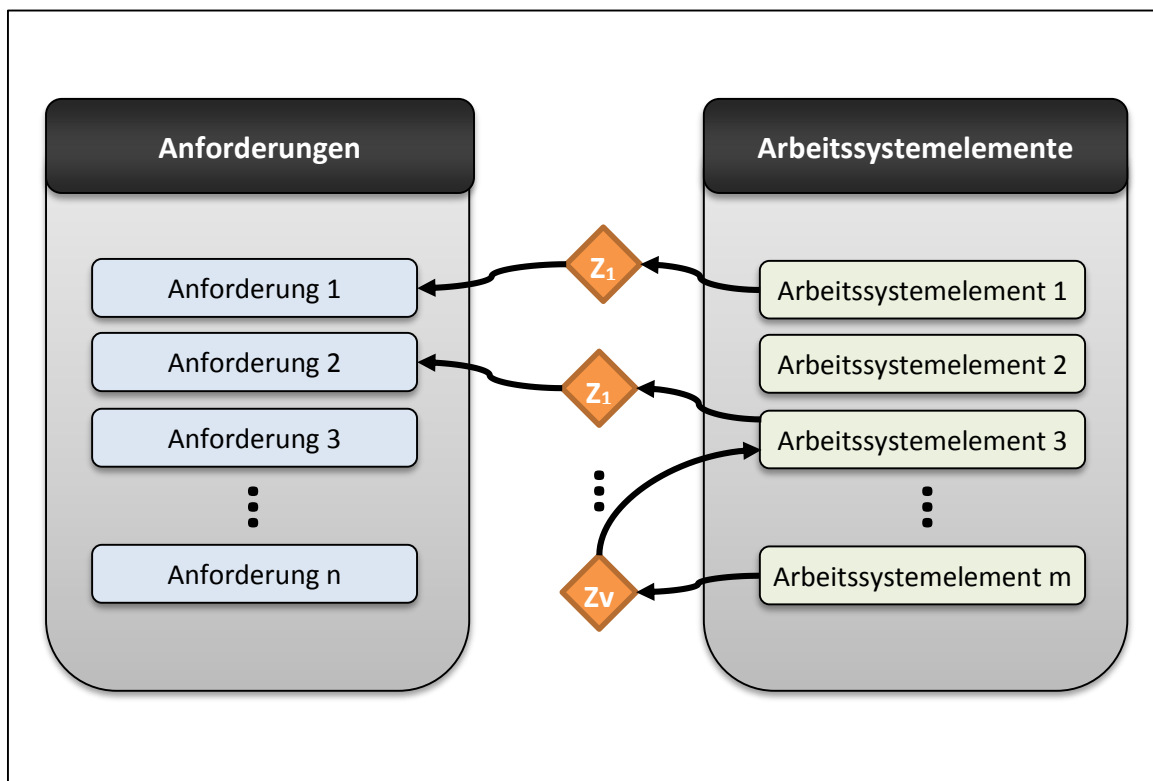 Anforderungen
Anforderung 1
Anforderung 2
Anforderung 3
Anforderung n
Z₁
Z₁
Zv
Arbeitssystemelemente
Arbeitssystemelement 1
Arbeitssystemelement 2
Arbeitssystemelement 3
Arbeitssystemelement m